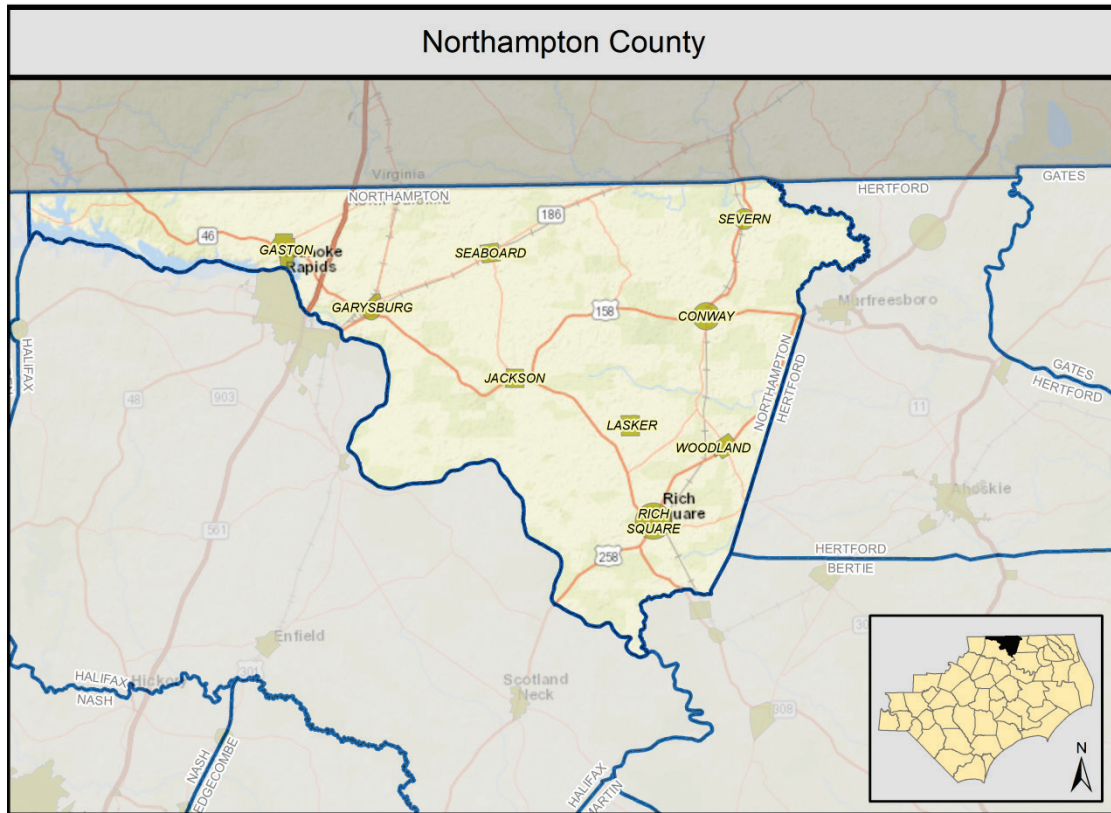 Northampton County
Virginia
NORTHAMPTON
HERTFORD
GATES
SEVERN
186
46
GASTON
Rapids
SEABOARD
GARYSBURG
158
CONWAY
Murfreesboro
HALIFAX
GATES
HERTFORD
NORTHAMPTON
HERTFORD
JACKSON
48
903
11
LASKER
WOODLAND
Ahoskie
Rich
RICH
SQUARE
561
258
HERTFORD
BERTIE
Enfield
301
HALIFAX
NASH
Scotland
Neck
308
NASH
EDGECOMBE
HALIFAX
MARTIN
N